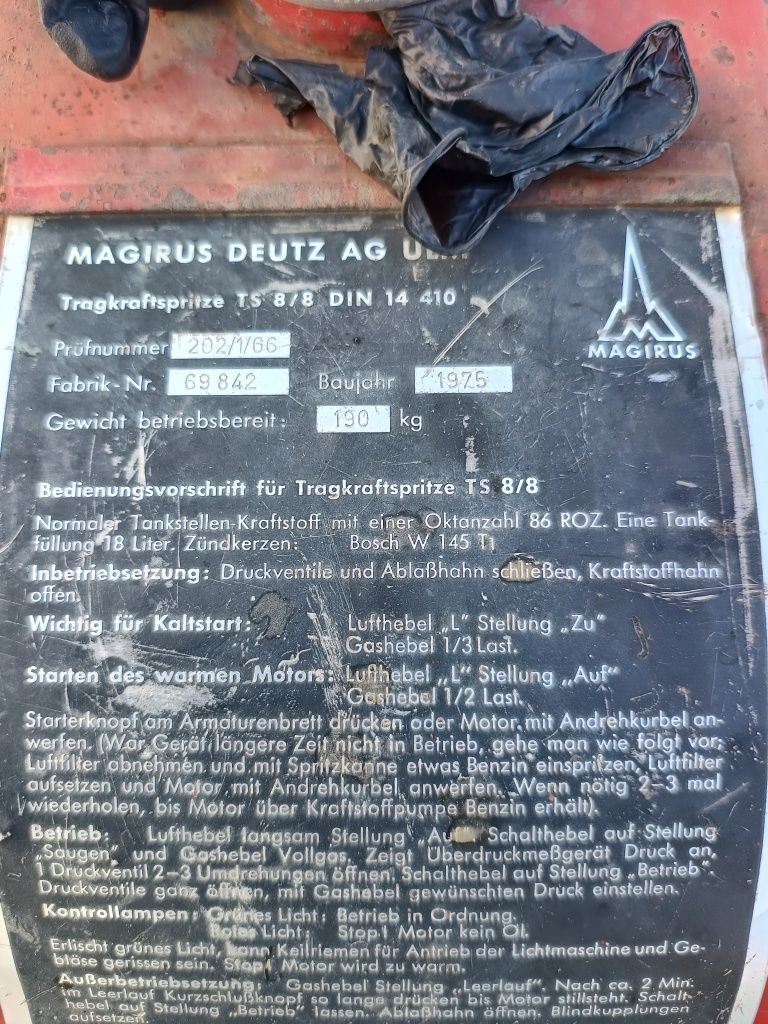 MAGIRUS DEUTZ AG ULM
Tragkraftspritze TS 8/8 DIN 14 410
MAGIRUS
Prüfnummer 202/1/66
Fabrik-Nr. 69 842 Baujahr 1975
Gewicht betriebsbereit: 190 kg
Bedienungsvorschrift für Tragkraftspritze TS 8/8
Normaler Tankstellen-Kraftstoff mit einer Oktanzahl 86 ROZ. Eine Tank-
füllung 18 Liter. Zündkerzen: Bosch W 145 T1
Inbetriebsetzung: Druckventile und Ablaßhahn schließen, Kraftstoffhahn
offen.
Wichtig für Kaltstart: Lufthebel „L" Stellung „Zu"
Gashebel 1/3 Last.
Starten des warmen Motors: Lufthebel „L" Stellung „Auf"
Gashebel 1/2 Last.
Starterknopf am Armaturenbrett drücken oder Motor mit Andrehkurbel an-
werfen. (War Gerät längere Zeit nicht in Betrieb, gehe man wie folgt vor;
Luftfilter abnehmen und mit Spritzkanne etwas Benzin einspritzen, Luftfilter
aufsetzen und Motor mit Andrehkurbel anwerfen. Wenn nötig 2–3 mal
wiederholen, bis Motor über Kraftstoffpumpe Benzin erhält).
Betrieb: Lufthebel langsam Stellung „Auf" Schalthebel auf Stellung
„Saugen" und Gashebel Vollgas. Zeigt Überdruckmeßgerät Druck an,
1 Druckventil 2–3 Umdrehungen öffnen. Schalthebel auf Stellung „Betrieb".
Druckventile ganz öffnen, mit Gashebel gewünschten Druck einstellen.
Kontrollampen: Grünes Licht: Betrieb in Ordnung.
Rotes Licht: Stop! Motor kein Öl.
Erlischt grünes Licht, kann Keilriemen für Antrieb der Lichtmaschine und Ge-
bläse gerissen sein. Stop! Motor wird zu warm.
Außerbetriebsetzung: Gashebel Stellung „Leerlauf". Nach ca. 2 Min.
im Leerlauf Kurzschlußknopf so lange drücken bis Motor stillsteht. Schalt-
hebel auf Stellung „Betrieb" lassen. Ablaßhahn öffnen. Blindkupplungen
aufsetzen.